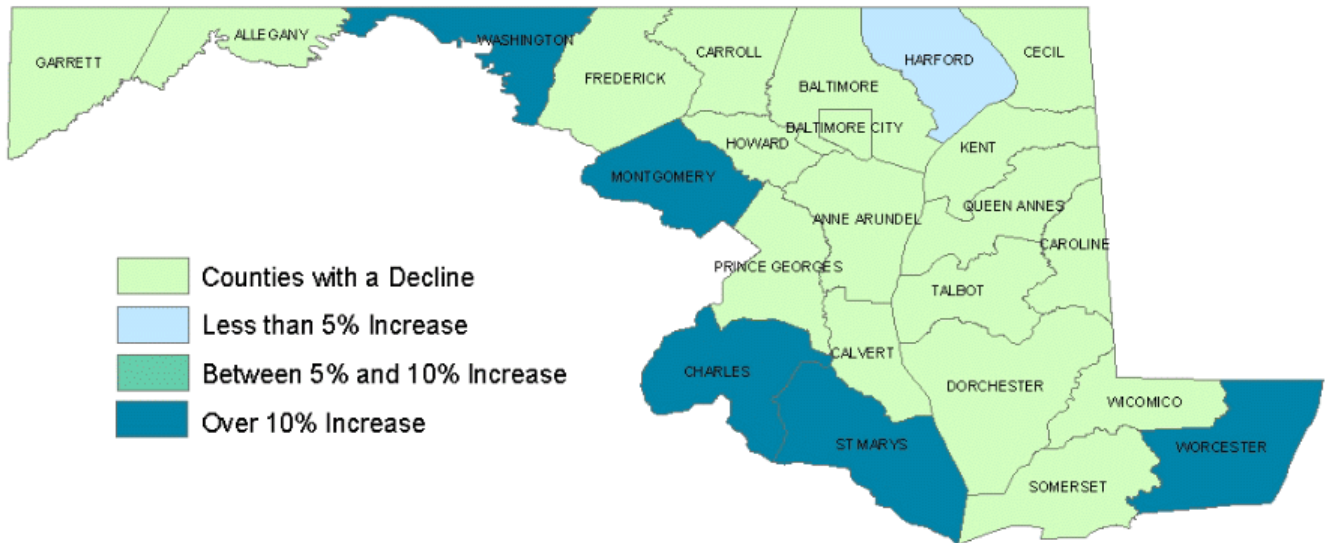 GARRETT
ALLEGANY
WASHINGTON
FREDERICK
CARROLL
BALTIMORE
HARFORD
CECIL
BALTIMORE CITY
HOWARD
KENT
MONTGOMERY
QUEEN ANNES
ANNE ARUNDEL
CAROLINE
PRINCE GEORGES
TALBOT
CALVERT
CHARLES
DORCHESTER
WICOMICO
ST MARYS
WORCESTER
SOMERSET
Counties with a Decline
Less than 5% Increase
Between 5% and 10% Increase
Over 10% Increase